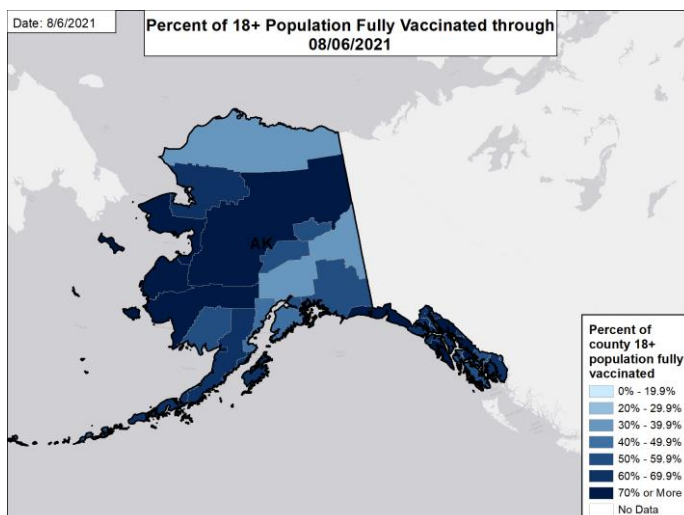 Date: 8/6/2021
Percent of 18+ Population Fully Vaccinated through
08/06/2021
AK
Percent of
county 18+
population fully
vaccinated
0% - 19.9%
20% - 29.9%
30% - 39.9%
40% - 49.9%
50% - 59.9%
60% - 69.9%
70% or More
No Data